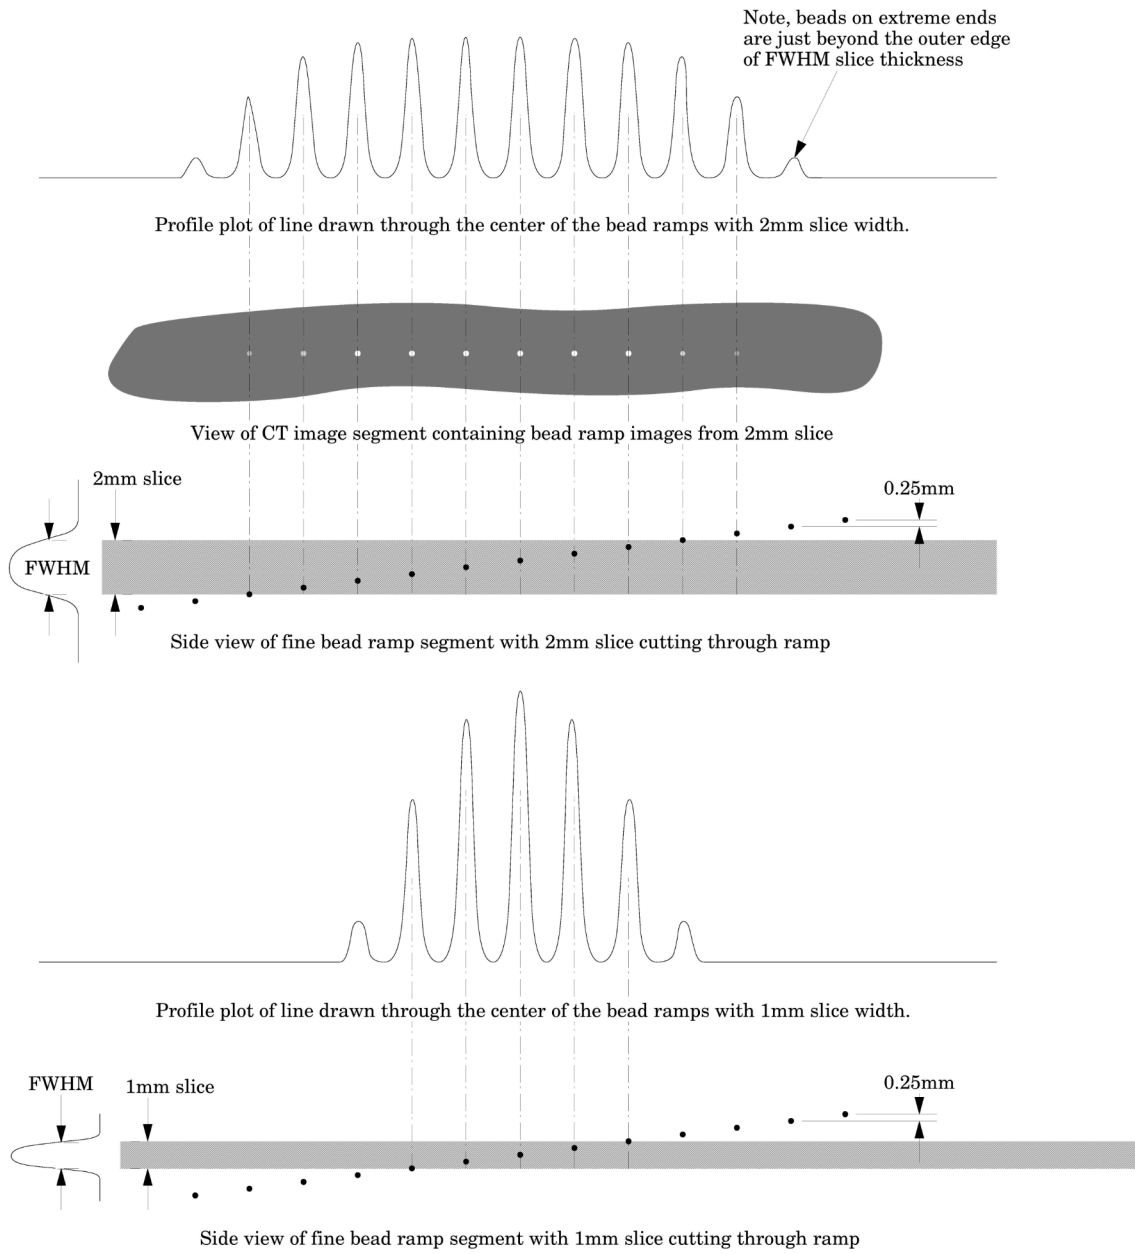 Note, beads on extreme ends
are just beyond the outer edge
of FWHM slice thickness
Profile plot of line drawn through the center of the bead ramps with 2mm slice width.
View of CT image segment containing bead ramp images from 2mm slice
2mm slice
0.25mm
FWHM
Side view of fine bead ramp segment with 2mm slice cutting through ramp
Profile plot of line drawn through the center of the bead ramps with 1mm slice width.
FWHM
1mm slice
0.25mm
Side view of fine bead ramp segment with 1mm slice cutting through ramp